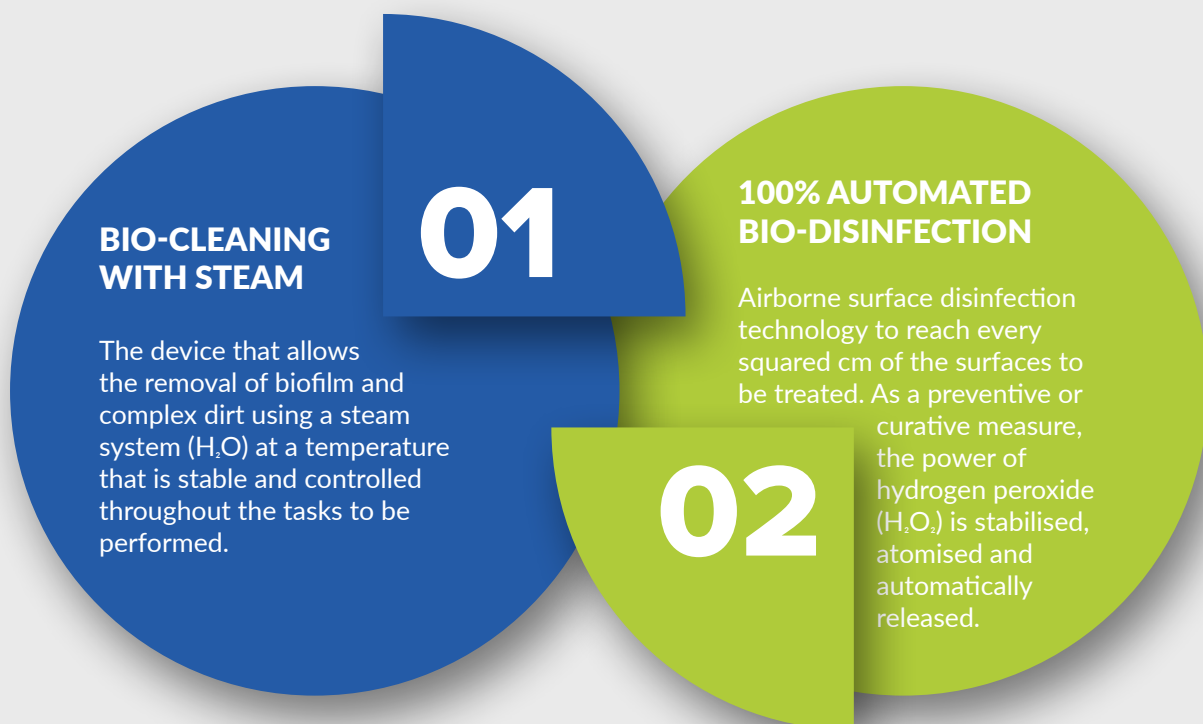 01
BIO-CLEANING
WITH STEAM
The device that allows
the removal of biofilm and
complex dirt using a steam
system (H₂O) at a temperature
that is stable and controlled
throughout the tasks to be
performed.
100% AUTOMATED
BIO-DISINFECTION
Airborne surface disinfection
technology to reach every
squared cm of the surfaces to
be treated. As a preventive or
curative measure,
the power of
hydrogen peroxide
(H₂O₂) is stabilised,
atomised and
automatically
released.
02